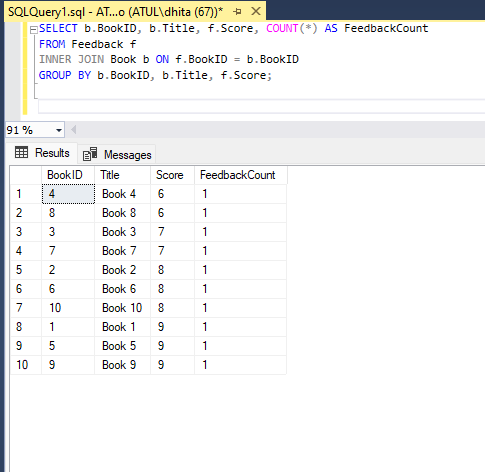 SQLQuery1.sql - AT...o (ATUL\dhita (67))*
SELECT b.BookID, b.Title, f.Score, COUNT(*) AS FeedbackCount
FROM Feedback f
INNER JOIN Book b ON f.BookID = b.BookID
GROUP BY b.BookID, b.Title, f.Score;
91 %
Results Messages
BookID Title Score FeedbackCount
1 4 Book 4 6 1
2 8 Book 8 6 1
3 3 Book 3 7 1
4 7 Book 7 7 1
5 2 Book 2 8 1
6 6 Book 6 8 1
7 10 Book 10 8 1
8 1 Book 1 9 1
9 5 Book 5 9 1
10 9 Book 9 9 1